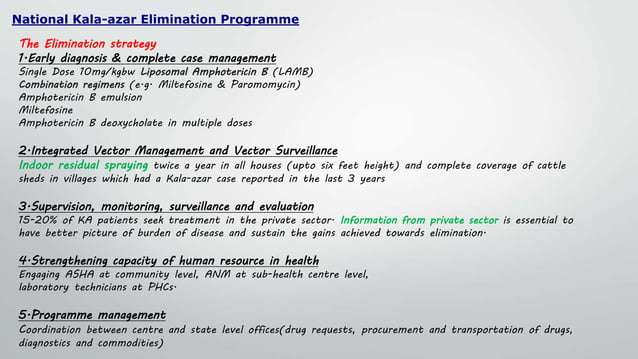 National Kala-azar Elimination Programme
The Elimination strategy
1.Early diagnosis & complete case management
Single Dose 10mg/kgbw Liposomal Amphotericin B (LAMB)
Combination regimens (e.g. Miltefosine & Paromomycin)
Amphotericin B emulsion
Miltefosine
Amphotericin B deoxycholate in multiple doses
2.Integrated Vector Management and Vector Surveillance
Indoor residual spraying twice a year in all houses (upto six feet height) and complete coverage of cattle
sheds in villages which had a Kala-azar case reported in the last 3 years
3.Supervision, monitoring, surveillance and evaluation
15-20% of KA patients seek treatment in the private sector. Information from private sector is essential to
have better picture of burden of disease and sustain the gains achieved towards elimination.
4.Strengthening capacity of human resource in health
Engaging ASHA at community level, ANM at sub-health centre level,
laboratory technicians at PHCs.
5.Programme management
Coordination between centre and state level offices(drug requests, procurement and transportation of drugs,
diagnostics and commodities)